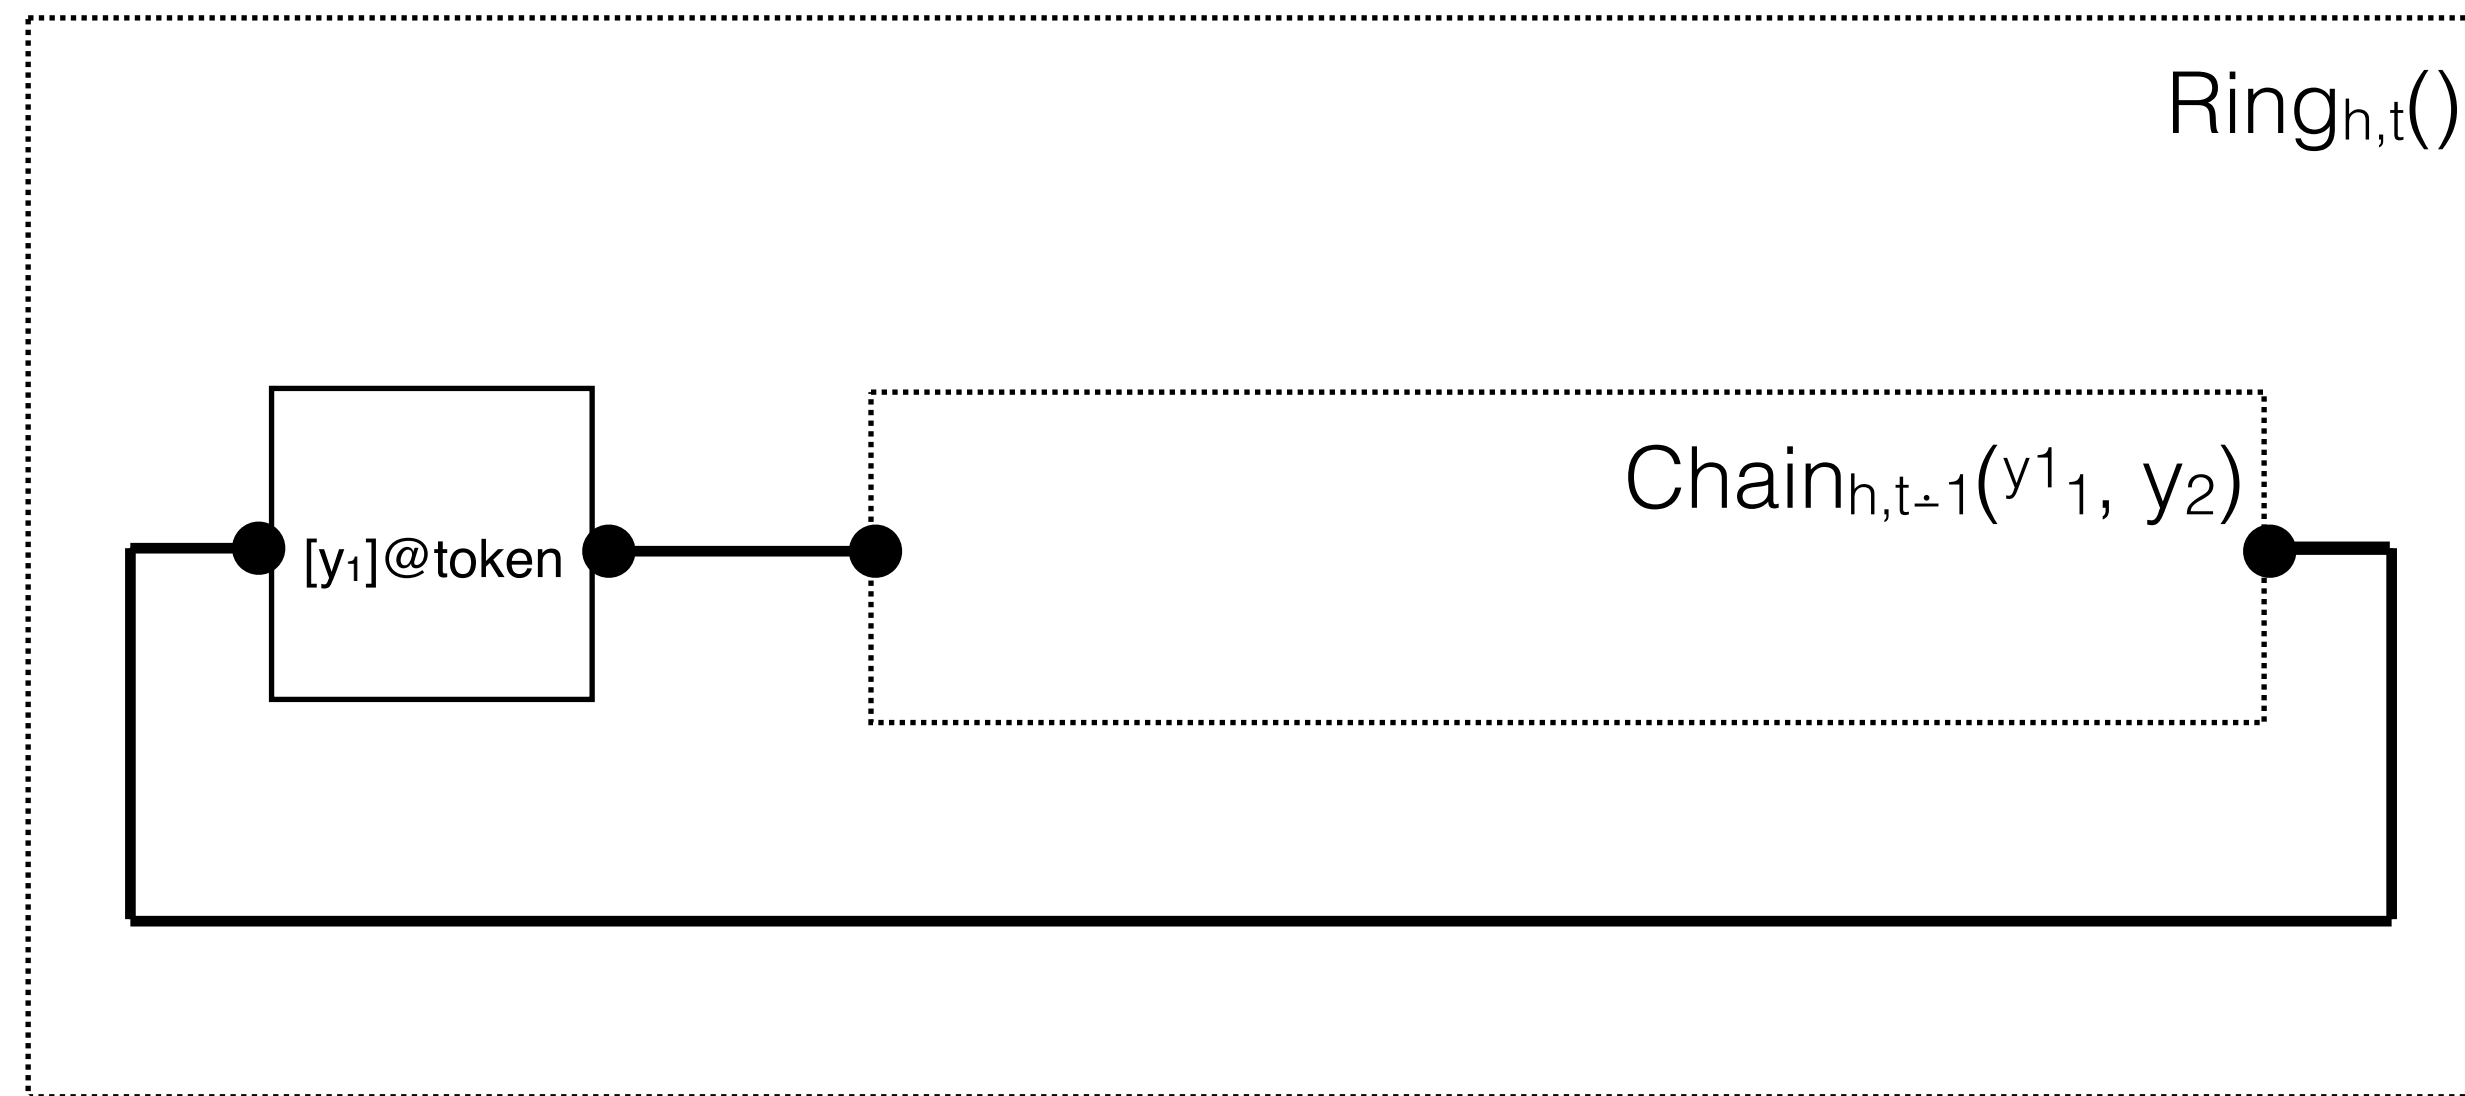 Ringh,t()
Chainh,t∸1(y11, y2)
[y1]@token